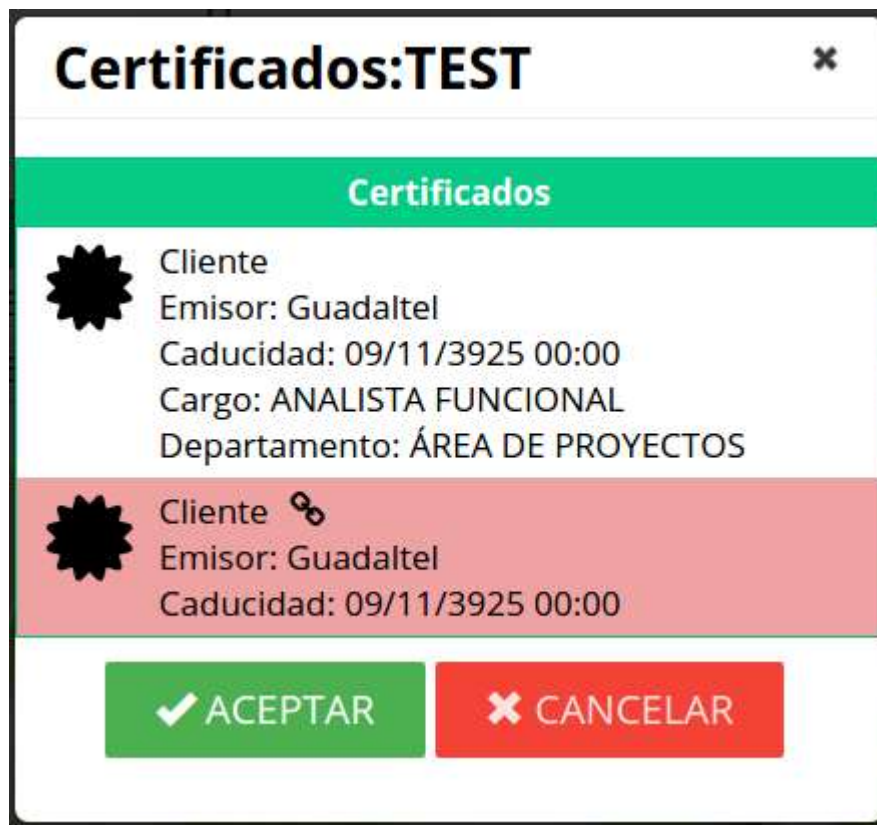 Certificados:TEST
Certificados
Cliente
Emisor: Guadaltel
Caducidad: 09/11/3925 00:00
Cargo: ANALISTA FUNCIONAL
Departamento: ÁREA DE PROYECTOS
Cliente
Emisor: Guadaltel
Caducidad: 09/11/3925 00:00
ACEPTAR CANCELAR